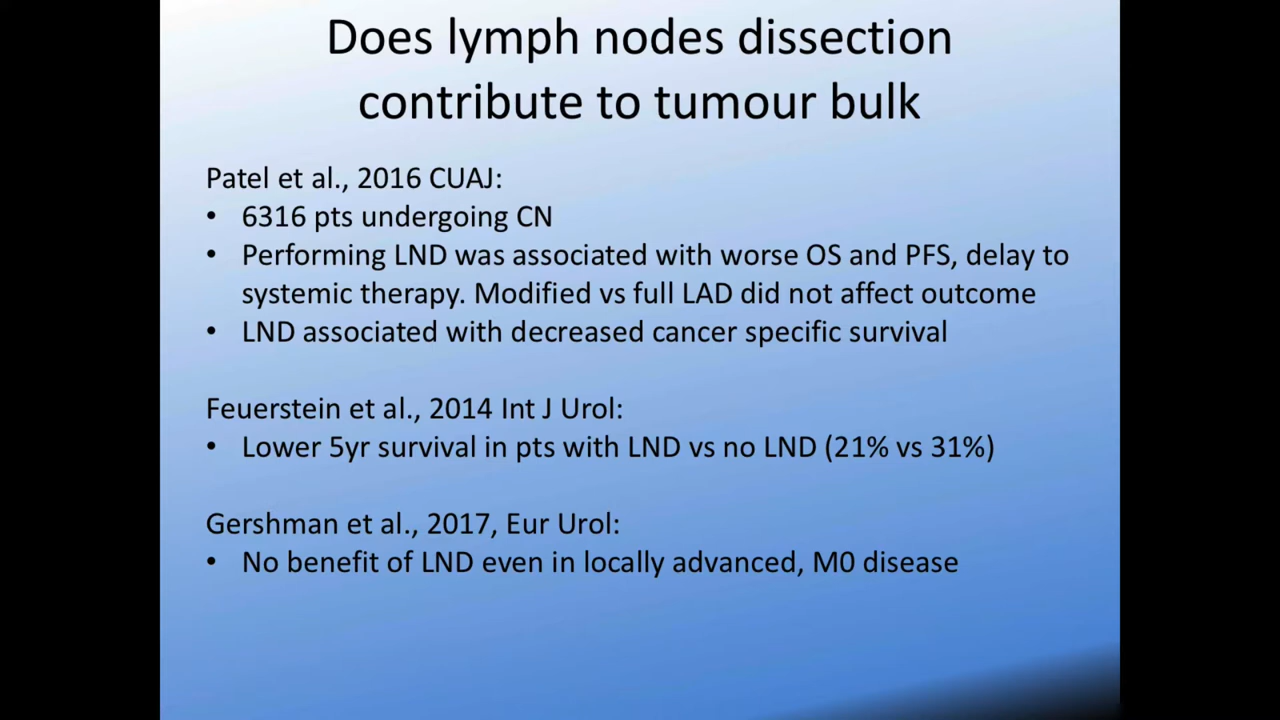 Does lymph nodes dissection
contribute to tumour bulk
Patel et al., 2016 CUAJ:
• 6316 pts undergoing CN
• Performing LND was associated with worse OS and PFS, delay to
systemic therapy. Modified vs full LAD did not affect outcome
• LND associated with decreased cancer specific survival
Feuerstein et al., 2014 Int J Urol:
• Lower 5yr survival in pts with LND vs no LND (21% vs 31%)
Gershman et al., 2017, Eur Urol:
• No benefit of LND even in locally advanced, M0 disease